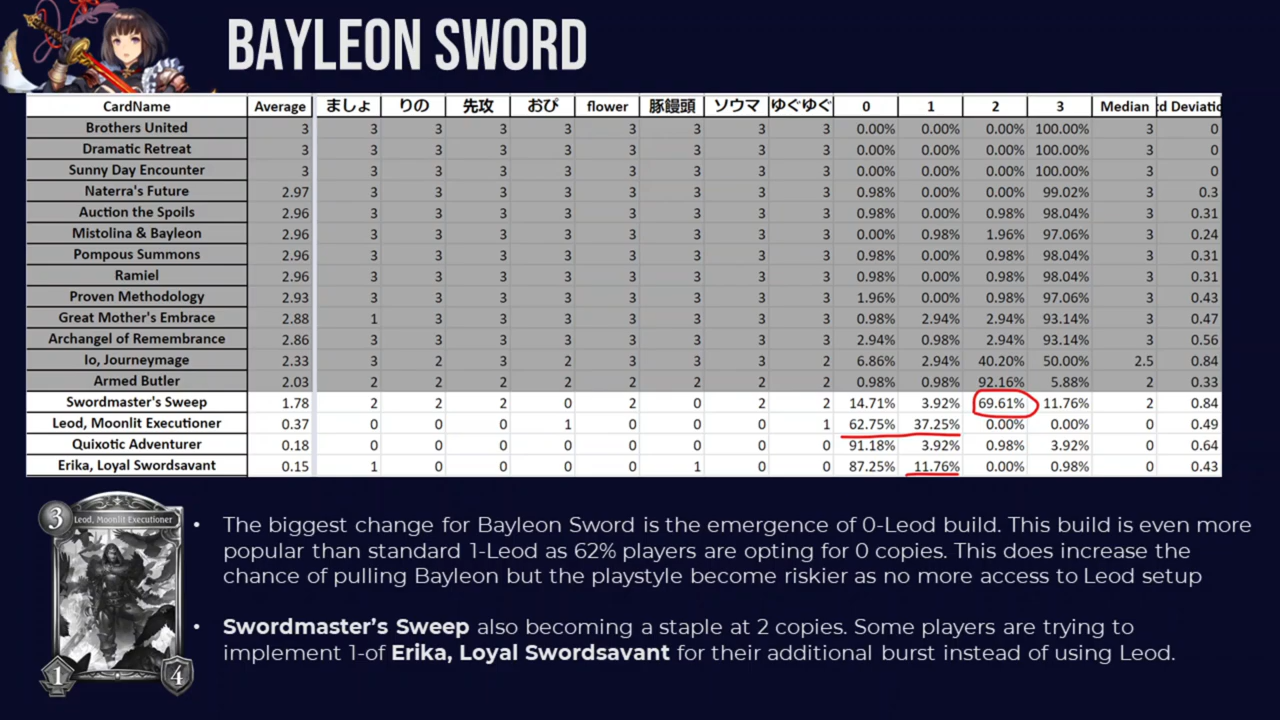 BAYLEON SWORD
CardName Average ましょ りの 先攻 おぴ flower 豚饅頭 ソウマ ゆぐゆぐ 0 1 2 3 Median d Deviatio
Brothers United 3 3 3 3 3 3 3 3 3 0.00% 0.00% 0.00% 100.00% 3 0
Dramatic Retreat 3 3 3 3 3 3 3 3 3 0.00% 0.00% 0.00% 100.00% 3 0
Sunny Day Encounter 3 3 3 3 3 3 3 3 3 0.00% 0.00% 0.00% 100.00% 3 0
Naterra's Future 2.97 3 3 3 3 3 3 3 3 0.98% 0.00% 0.00% 99.02% 3 0.3
Auction the Spoils 2.96 3 3 3 3 3 3 3 3 0.98% 0.00% 0.98% 98.04% 3 0.31
Mistolina & Bayleon 2.96 3 3 3 3 3 3 3 3 0.00% 0.98% 1.96% 97.06% 3 0.24
Pompous Summons 2.96 3 3 3 3 3 3 3 3 0.98% 0.00% 0.98% 98.04% 3 0.31
Ramiel 2.96 3 3 3 3 3 3 3 3 0.98% 0.00% 0.98% 98.04% 3 0.31
Proven Methodology 2.93 3 3 3 3 3 3 3 3 1.96% 0.00% 0.98% 97.06% 3 0.43
Great Mother's Embrace 2.88 1 3 3 3 3 3 3 3 0.98% 2.94% 2.94% 93.14% 3 0.47
Archangel of Remembrance 2.86 3 3 3 3 3 3 3 3 2.94% 0.98% 2.94% 93.14% 3 0.56
Io, Journeymage 2.33 3 2 3 2 3 3 3 2 6.86% 2.94% 40.20% 50.00% 2.5 0.84
Armed Butler 2.03 2 2 2 2 2 2 2 2 0.98% 0.98% 92.16% 5.88% 2 0.33
Swordmaster's Sweep 1.78 2 2 2 0 2 0 2 2 14.71% 3.92% 69.61% 11.76% 2 0.84
Leod, Moonlit Executioner 0.37 0 0 0 1 0 0 0 1 62.75% 37.25% 0.00% 0.00% 0 0.49
Quixotic Adventurer 0.18 0 0 0 0 0 0 0 0 91.18% 3.92% 0.98% 3.92% 0 0.64
Erika, Loyal Swordsavant 0.15 1 0 0 0 0 1 0 0 87.25% 11.76% 0.00% 0.98% 0 0.43
3 Leod, Moonlit Executioner
1 4
• The biggest change for Bayleon Sword is the emergence of 0-Leod build. This build is even more
popular than standard 1-Leod as 62% players are opting for 0 copies. This does increase the
chance of pulling Bayleon but the playstyle become riskier as no more access to Leod setup
• Swordmaster's Sweep also becoming a staple at 2 copies. Some players are trying to
implement 1-of Erika, Loyal Swordsavant for their additional burst instead of using Leod.